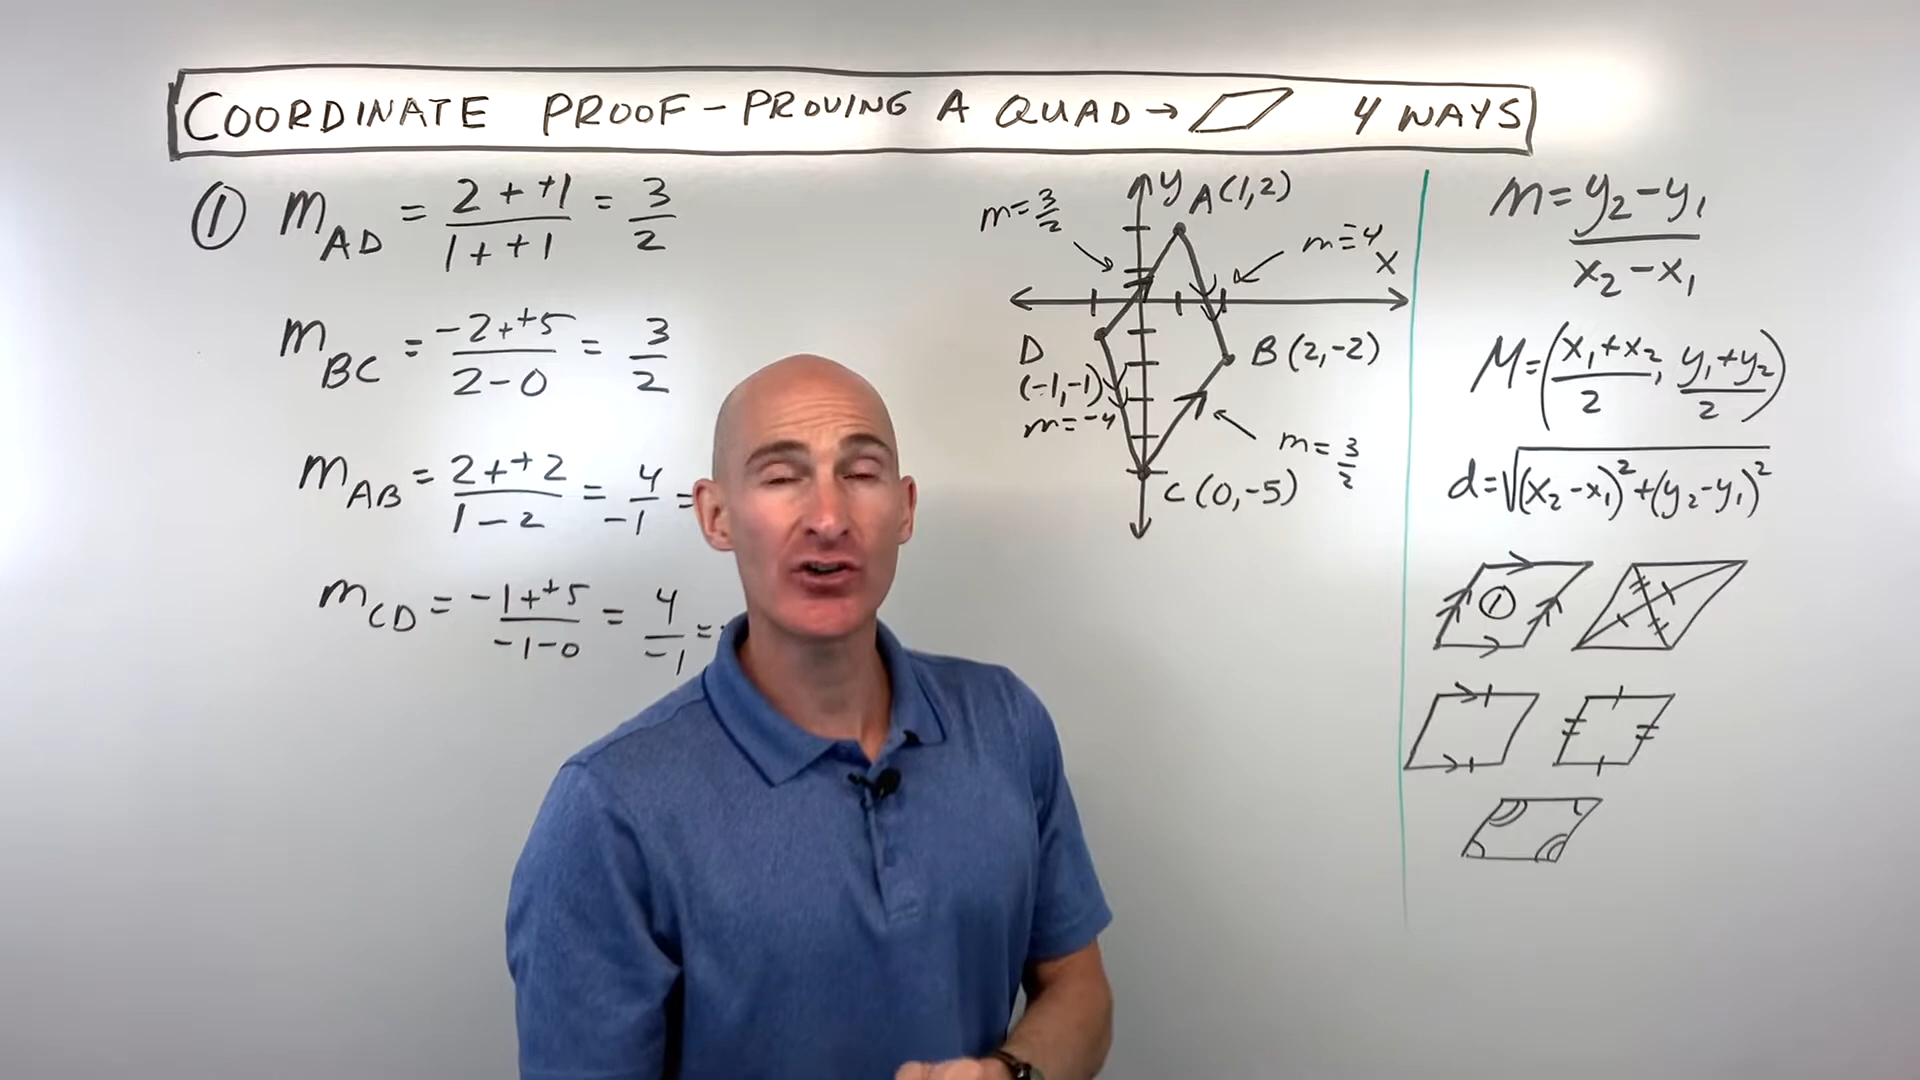 COORDINATE PROOF - PROVING A QUAD → ▱ 4 WAYS
① m_AD = (2 + +1)/(1 + +1) = 3/2
m_BC = (-2 + +5)/(2 - 0) = 3/2
m_AB = (2 + +2)/(1 - 2) = 4/-1 =
m_CD = (-1 + +5)/(-1 - 0) = 4/-1 =
y
A(1,2)
m = 3/2
m = -4
x
D
(-1,-1)
B(2,-2)
m = -4
m = 3/2
C(0,-5)
m = (y₂ - y₁)/(x₂ - x₁)
M = ((x₁ + x₂)/2, (y₁ + y₂)/2)
d = √((x₂ - x₁)² + (y₂ - y₁)²)
①